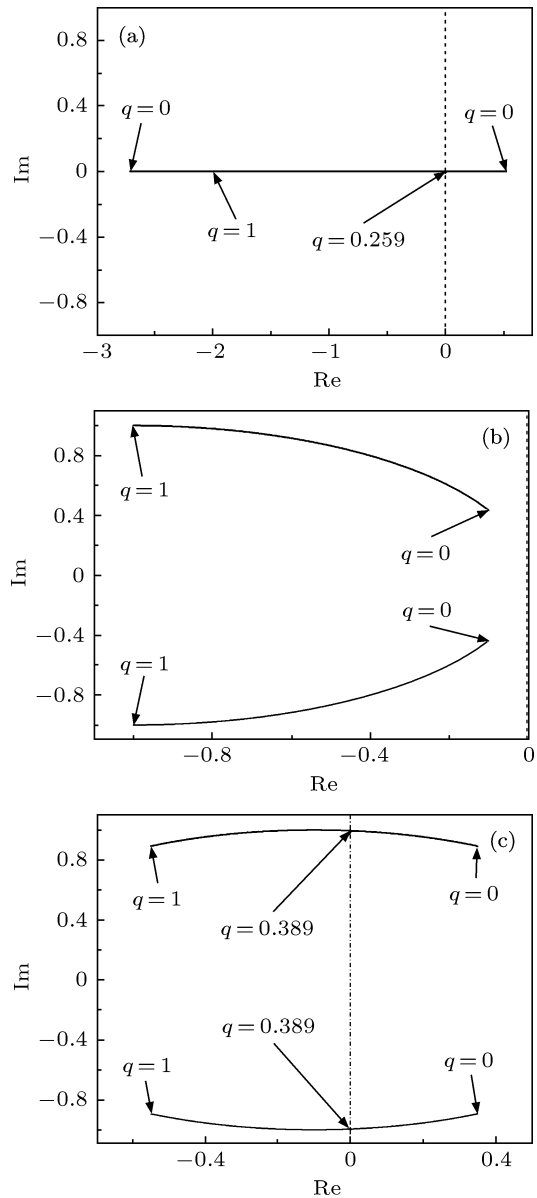 (a)
0.8
0.4
0
−0.4
−0.8
Im
q = 0
q = 0
q = 1
q = 0.259
−3 −2 −1 0
Re
(b)
0.8
0.4
0
−0.4
−0.8
Im
q = 1
q = 0
q = 0
q = 1
−0.8 −0.4 0
Re
(c)
0.8
0.4
0
−0.4
−0.8
Im
q = 1
q = 0
q = 0.389
q = 0.389
q = 1
q = 0
−0.4 0 0.4
Re